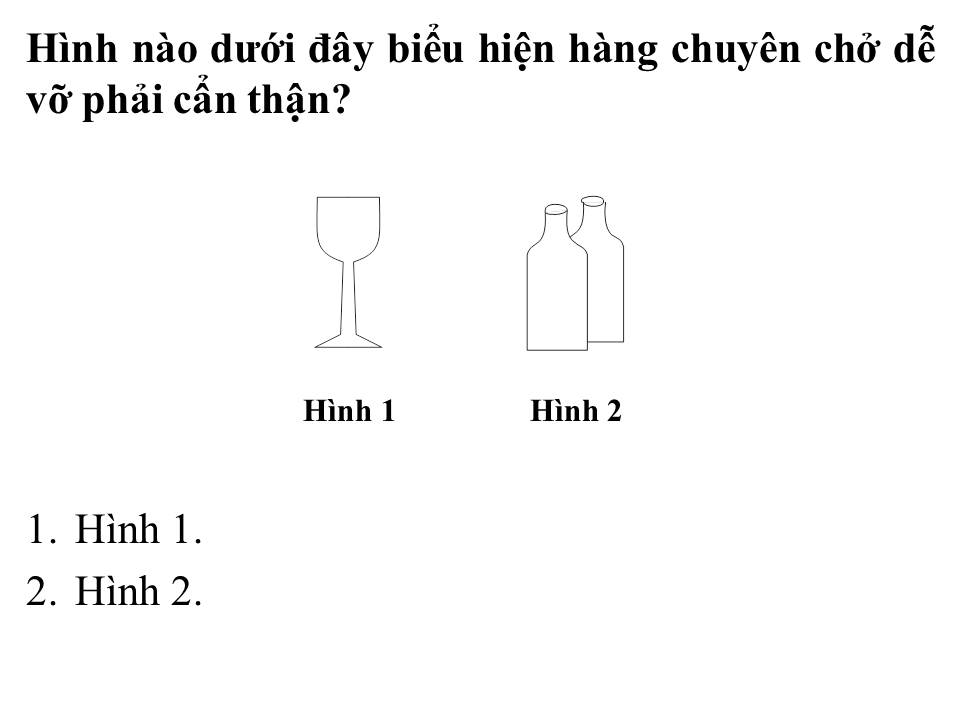 Hình nào dưới đây biểu hiện hàng chuyên chở dễ
vỡ phải cẩn thận?
Hình 1
Hình 2
1. Hình 1.
2. Hình 2.